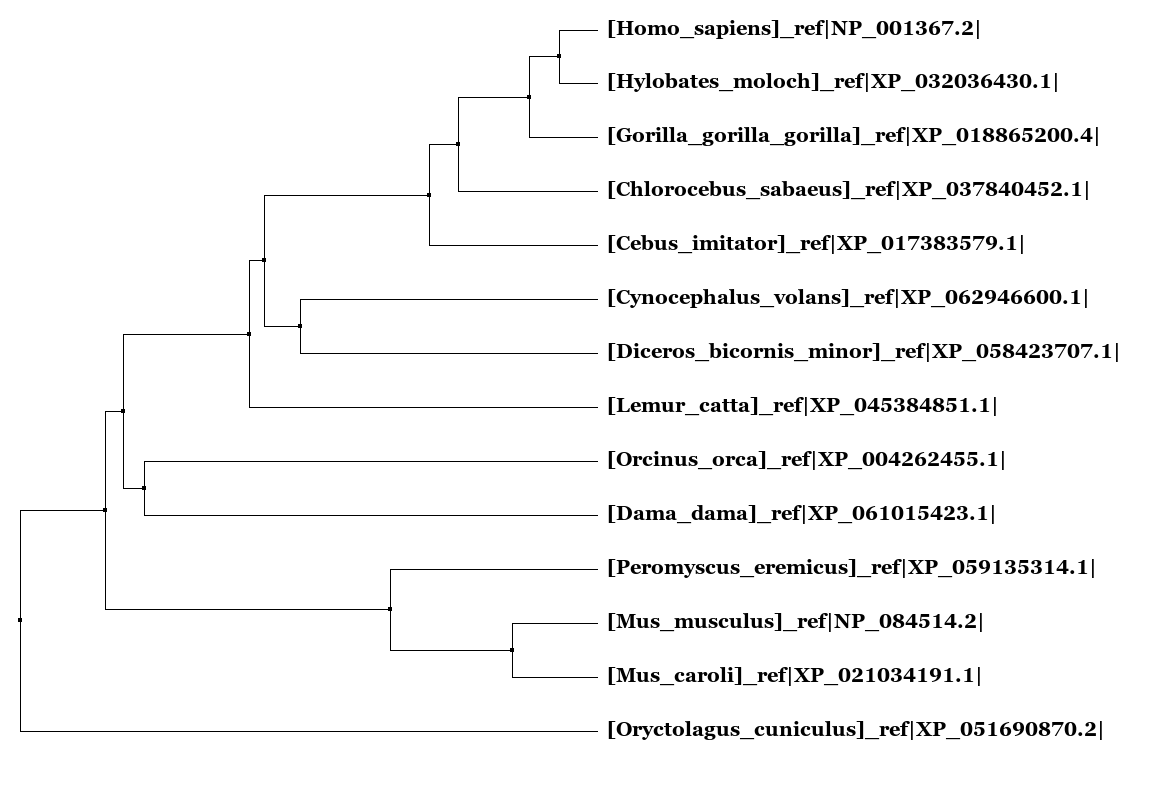 [Homo_sapiens]_ref|NP_001367.2|
[Hylobates_moloch]_ref|XP_032036430.1|
[Gorilla_gorilla_gorilla]_ref|XP_018865200.4|
[Chlorocebus_sabaeus]_ref|XP_037840452.1|
[Cebus_imitator]_ref|XP_017383579.1|
[Cynocephalus_volans]_ref|XP_062946600.1|
[Diceros_bicornis_minor]_ref|XP_058423707.1|
[Lemur_catta]_ref|XP_045384851.1|
[Orcinus_orca]_ref|XP_004262455.1|
[Dama_dama]_ref|XP_061015423.1|
[Peromyscus_eremicus]_ref|XP_059135314.1|
[Mus_musculus]_ref|NP_084514.2|
[Mus_caroli]_ref|XP_021034191.1|
[Oryctolagus_cuniculus]_ref|XP_051690870.2|